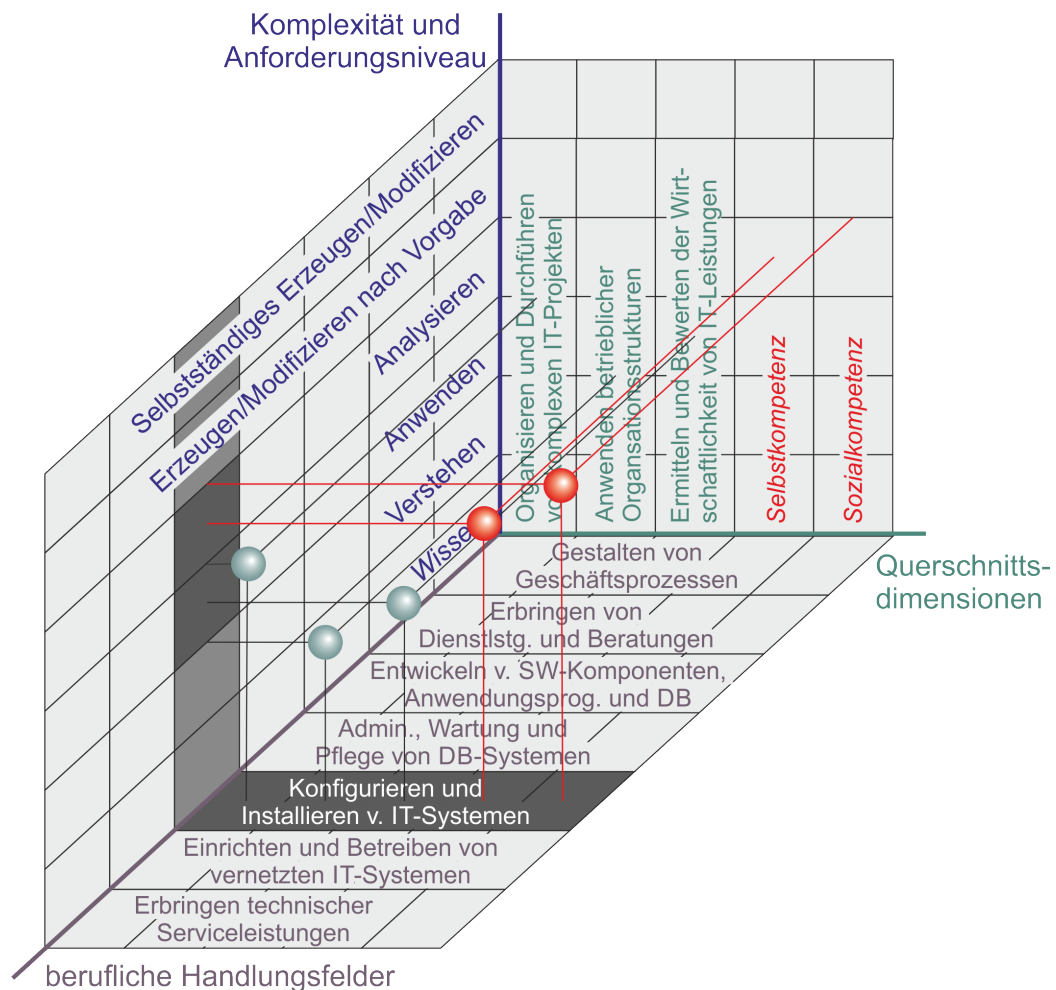 Komplexität und
Anforderungsniveau
Selbstständiges Erzeugen/Modifizieren
Erzeugen/Modifizieren nach Vorgabe
Analysieren
Anwenden
Verstehen
Wissen
Organisieren und Durchführen
von komplexen IT-Projekten
Anwenden betrieblicher
Organsationsstrukturen
Ermitteln und Bewerten der Wirt-
schaftlichkeit von IT-Leistungen
Selbstkompetenz
Sozialkompetenz
Querschnitts-
dimensionen
Gestalten von
Geschäftsprozessen
Erbringen von
Dienstlstg. und Beratungen
Entwickeln v. SW-Komponenten,
Anwendungsprog. und DB
Admin., Wartung und
Pflege von DB-Systemen
Konfigurieren und
Installieren v. IT-Systemen
Einrichten und Betreiben von
vernetzten IT-Systemen
Erbringen technischer
Serviceleistungen
berufliche Handlungsfelder